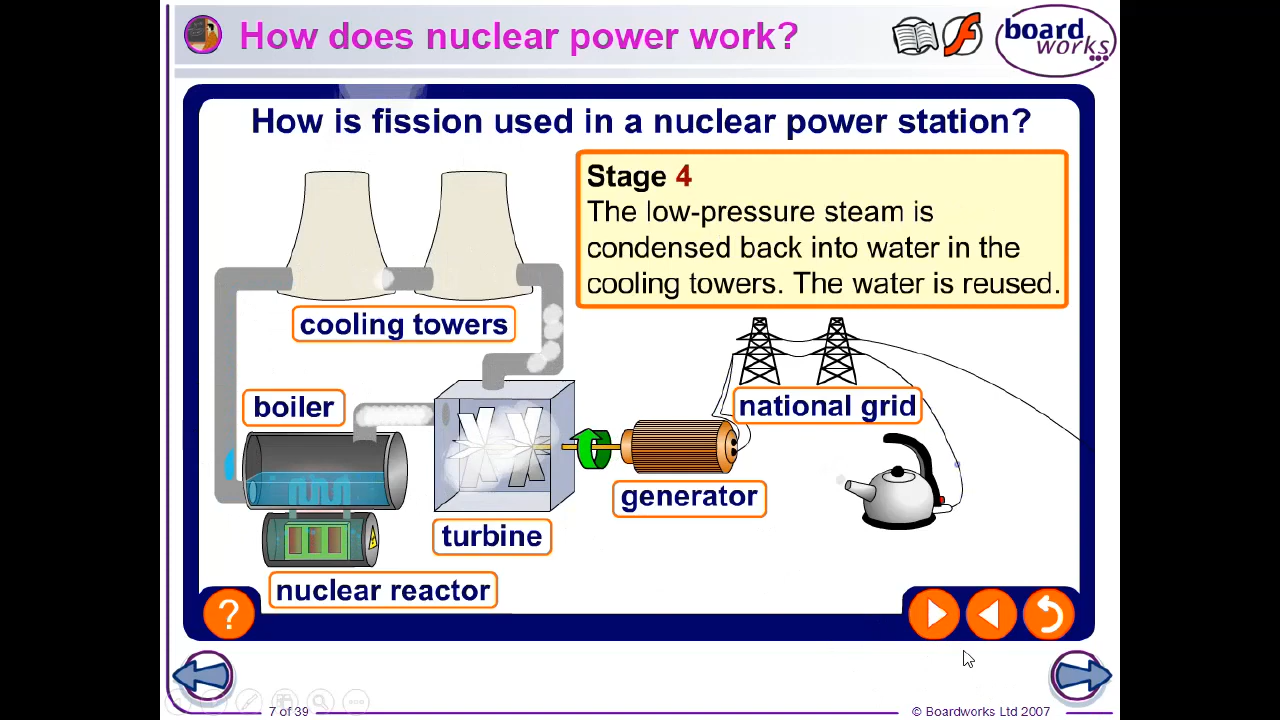 How does nuclear power work?
board
works
How is fission used in a nuclear power station?
Stage 4
The low-pressure steam is
condensed back into water in the
cooling towers. The water is reused.
cooling towers
boiler
national grid
generator
turbine
nuclear reactor
?
7 of 39
© Boardworks Ltd 2007